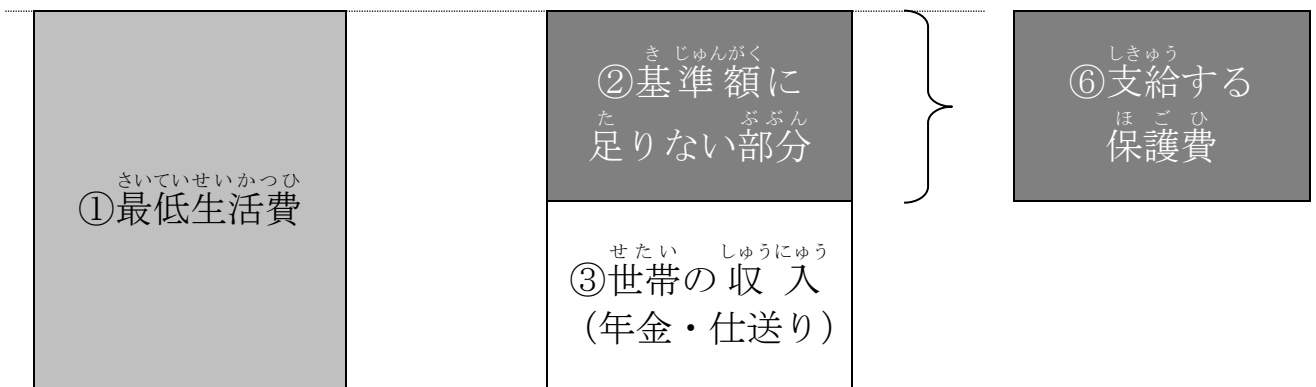 さいていせいかつひ
①最低生活費
きじゅんがく
②基準額に
た ぶぶん
足りない部分
せたい しゅうにゅう
③世帯の収入
（年金・仕送り）
しきゅう
⑥支給する
ほごひ
保護費